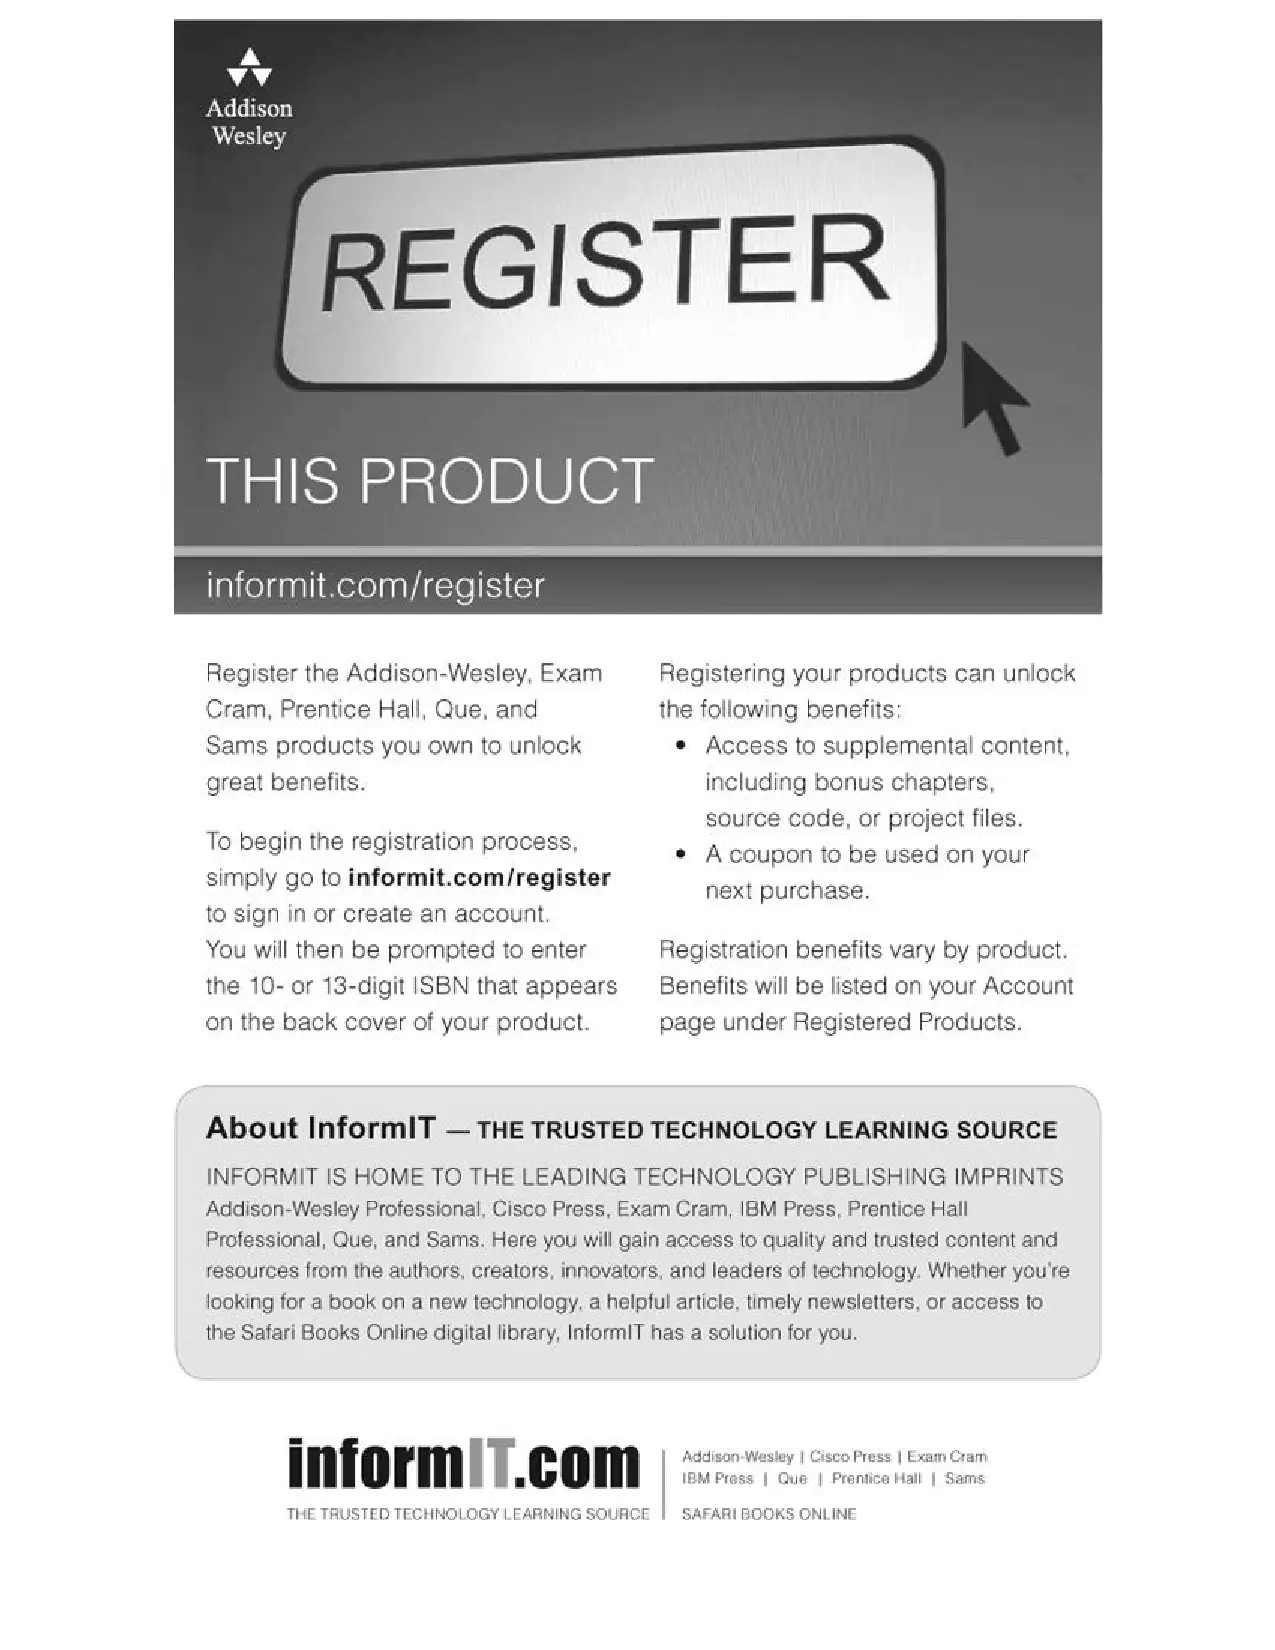 Addison
Wesley
REGISTER
THIS PRODUCT
informit.com/register
Register the Addison-Wesley, Exam
Cram, Prentice Hall, Que, and
Sams products you own to unlock
great benefits.
To begin the registration process,
simply go to informit.com/register
to sign in or create an account.
You will then be prompted to enter
the 10- or 13-digit ISBN that appears
on the back cover of your product.
Registering your products can unlock
the following benefits:
• Access to supplemental content,
including bonus chapters,
source code, or project files.
• A coupon to be used on your
next purchase.
Registration benefits vary by product.
Benefits will be listed on your Account
page under Registered Products.
About InformIT — THE TRUSTED TECHNOLOGY LEARNING SOURCE
INFORMIT IS HOME TO THE LEADING TECHNOLOGY PUBLISHING IMPRINTS
Addison-Wesley Professional, Cisco Press, Exam Cram, IBM Press, Prentice Hall
Professional, Que, and Sams. Here you will gain access to quality and trusted content and
resources from the authors, creators, innovators, and leaders of technology. Whether you're
looking for a book on a new technology, a helpful article, timely newsletters, or access to
the Safari Books Online digital library, InformIT has a solution for you.
informIT.com
THE TRUSTED TECHNOLOGY LEARNING SOURCE
Addison-Wesley | Cisco Press | Exam Cram
IBM Press | Que | Prentice Hall | Sams
SAFARI BOOKS ONLINE